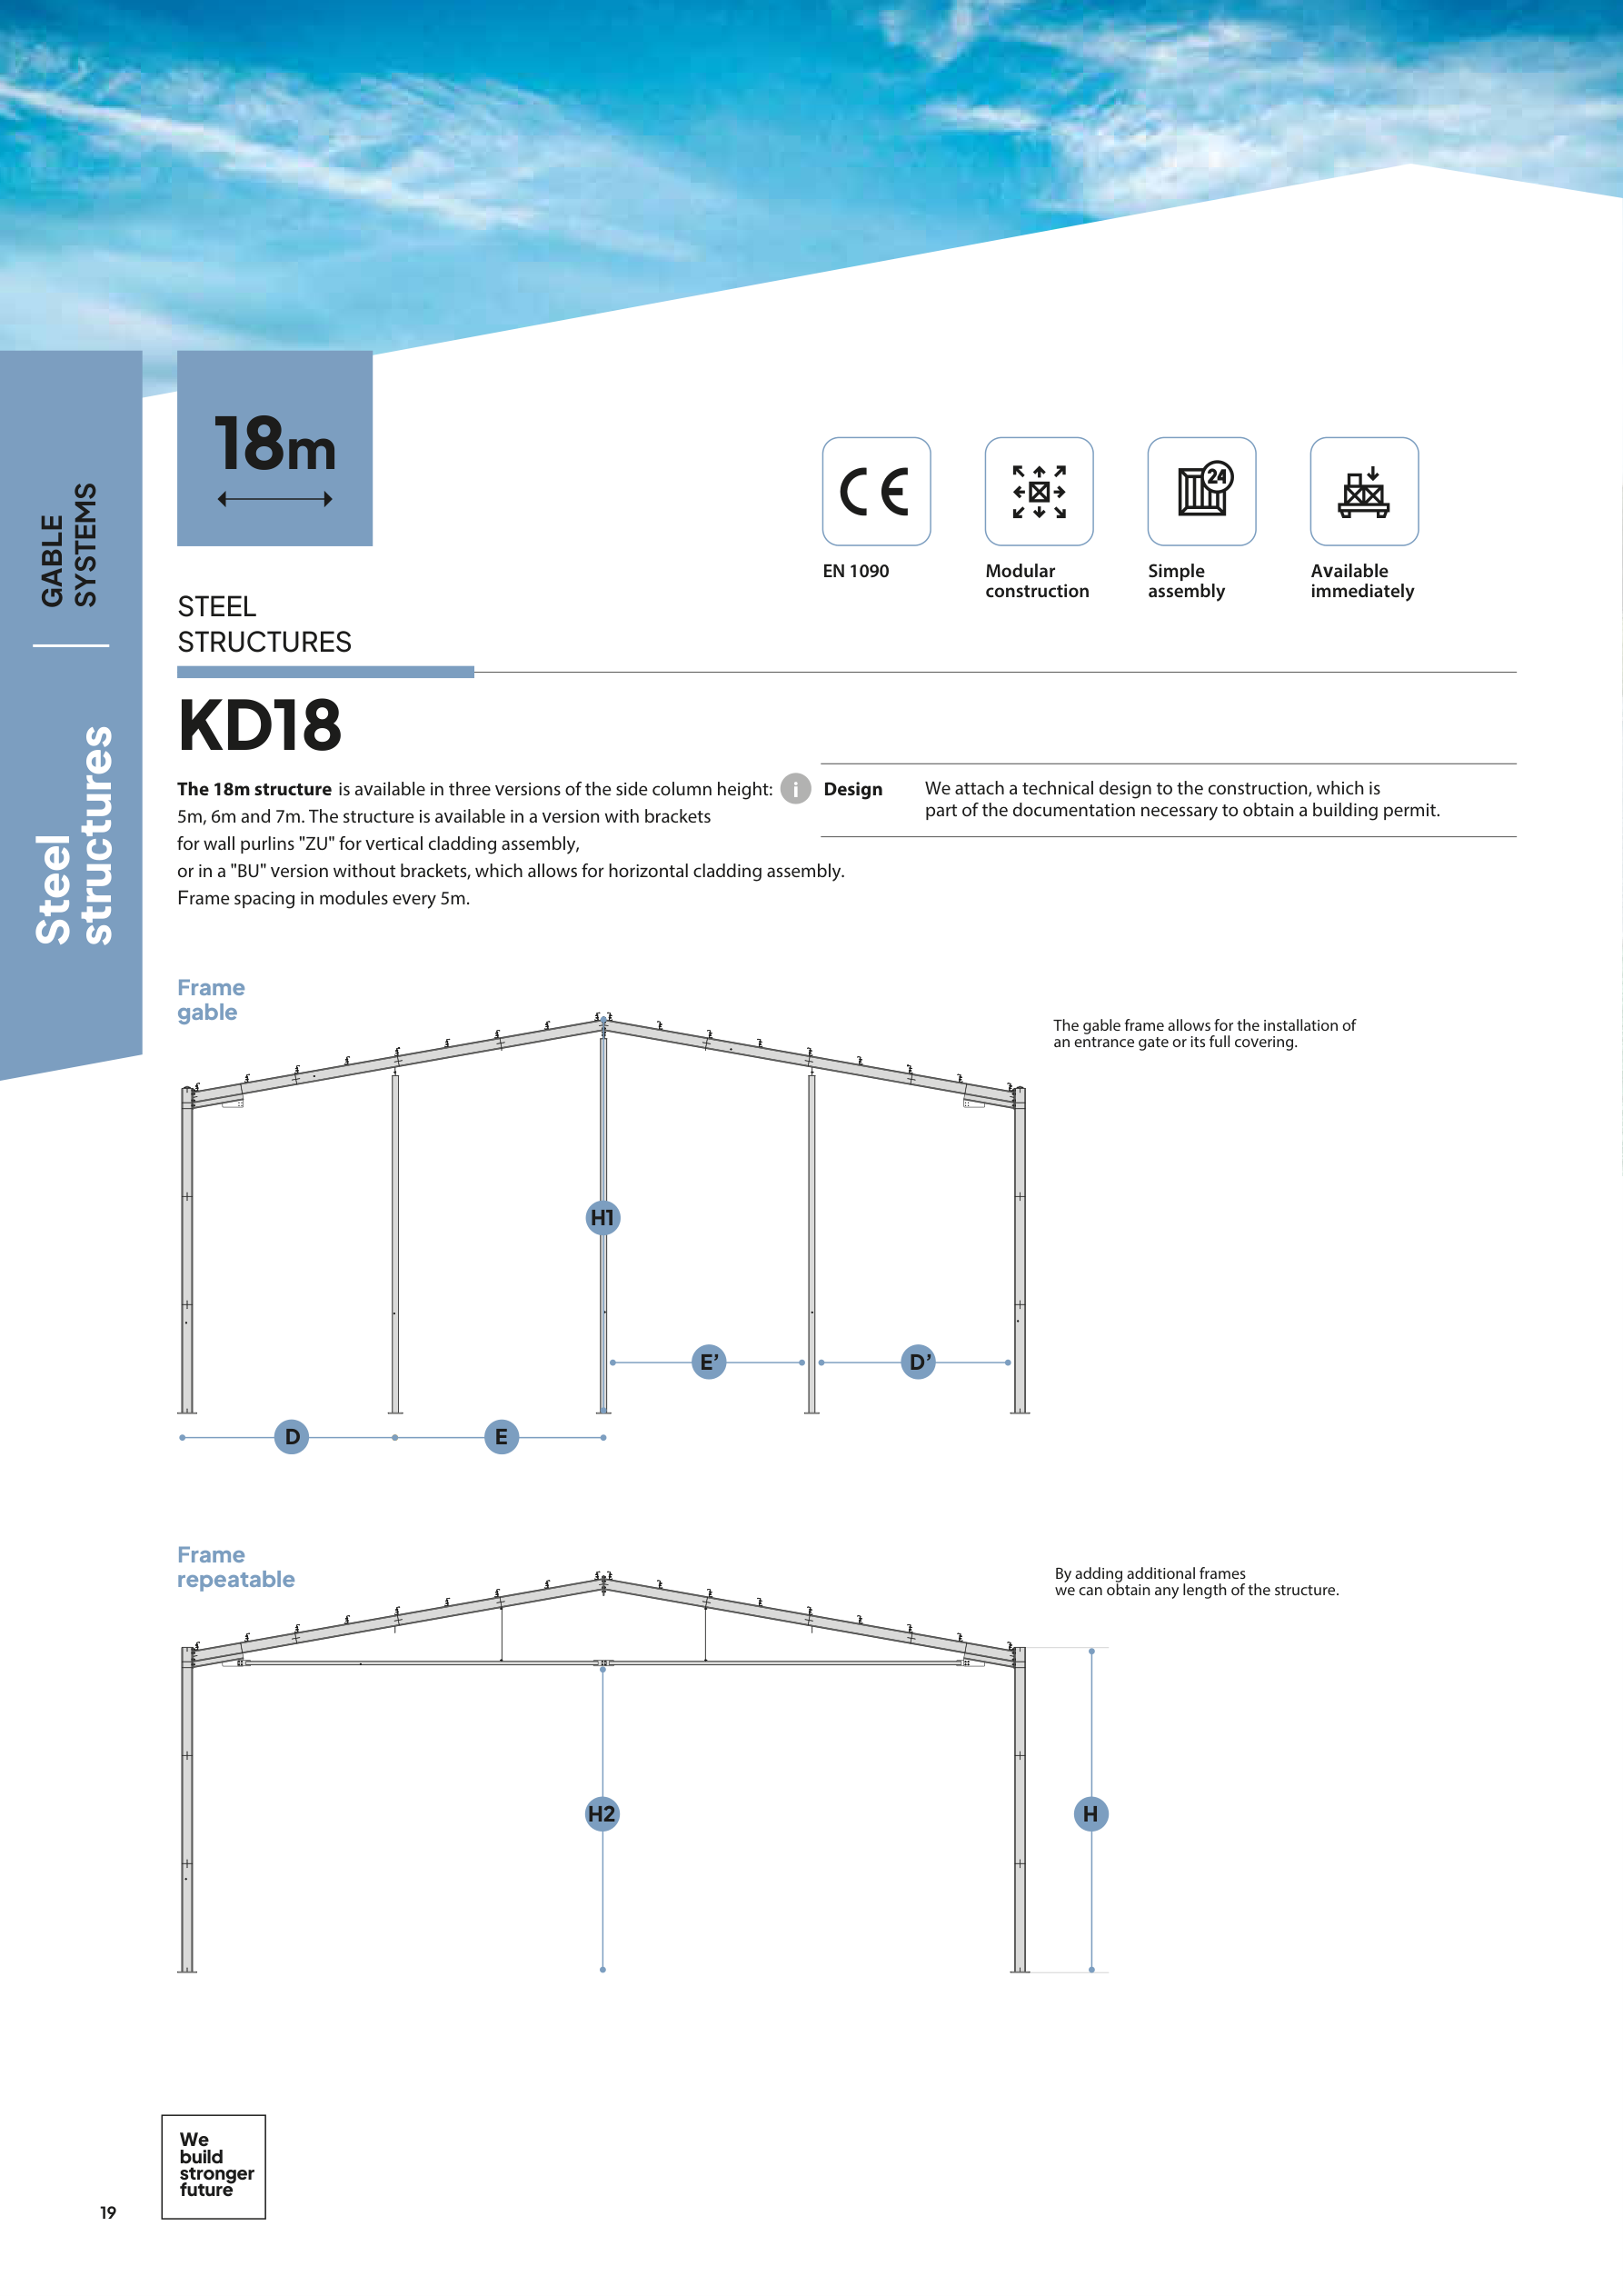 GABLE
SYSTEMS
Steel
structures
18m
CE
EN 1090
Modular
construction
24
Simple
assembly
Available
immediately
STEEL
STRUCTURES
KD18
The 18m structure is available in three versions of the side column height:
5m, 6m and 7m. The structure is available in a version with brackets
for wall purlins "ZU" for vertical cladding assembly,
or in a "BU" version without brackets, which allows for horizontal cladding assembly.
Frame spacing in modules every 5m.
i
Design
We attach a technical design to the construction, which is
part of the documentation necessary to obtain a building permit.
Frame
gable
The gable frame allows for the installation of
an entrance gate or its full covering.
H1
E’
D’
D
E
Frame
repeatable
By adding additional frames
we can obtain any length of the structure.
H2
H
We
build
stronger
future
19